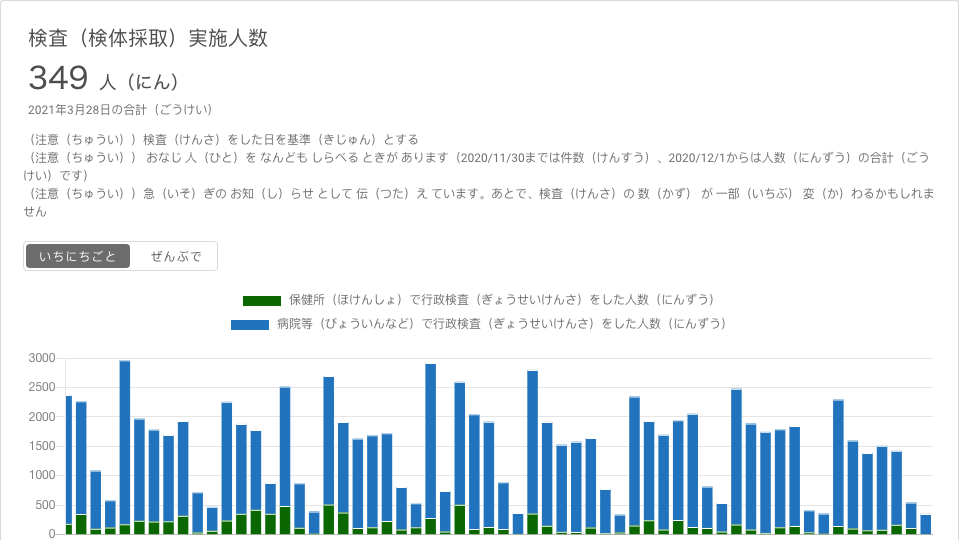 検査（検体採取）実施人数
349 人（にん）
2021年3月28日の合計（ごうけい）
（注意（ちゅうい））検査（けんさ）をした日を基準（きじゅん）とする
（注意（ちゅうい）） おなじ 人（ひと）を なんども しらべる ときが あります（2020/11/30までは件数（けんすう）、2020/12/1からは人数（にんずう）の合計（ごう
けい）です）
（注意（ちゅうい））急（いそ）ぎの お知（し）らせ として 伝（つた）え ています。あとで、検査（けんさ）の 数（かず） が 一部（いちぶ） 変（か）わるかもしれま
せん
いちにちごと ぜんぶで
保健所（ほけんしょ）で行政検査（ぎょうせいけんさ）をした人数（にんずう）
病院等（びょういんなど）で行政検査（ぎょうせいけんさ）をした人数（にんずう）
3000
2500
2000
1500
1000
500
0